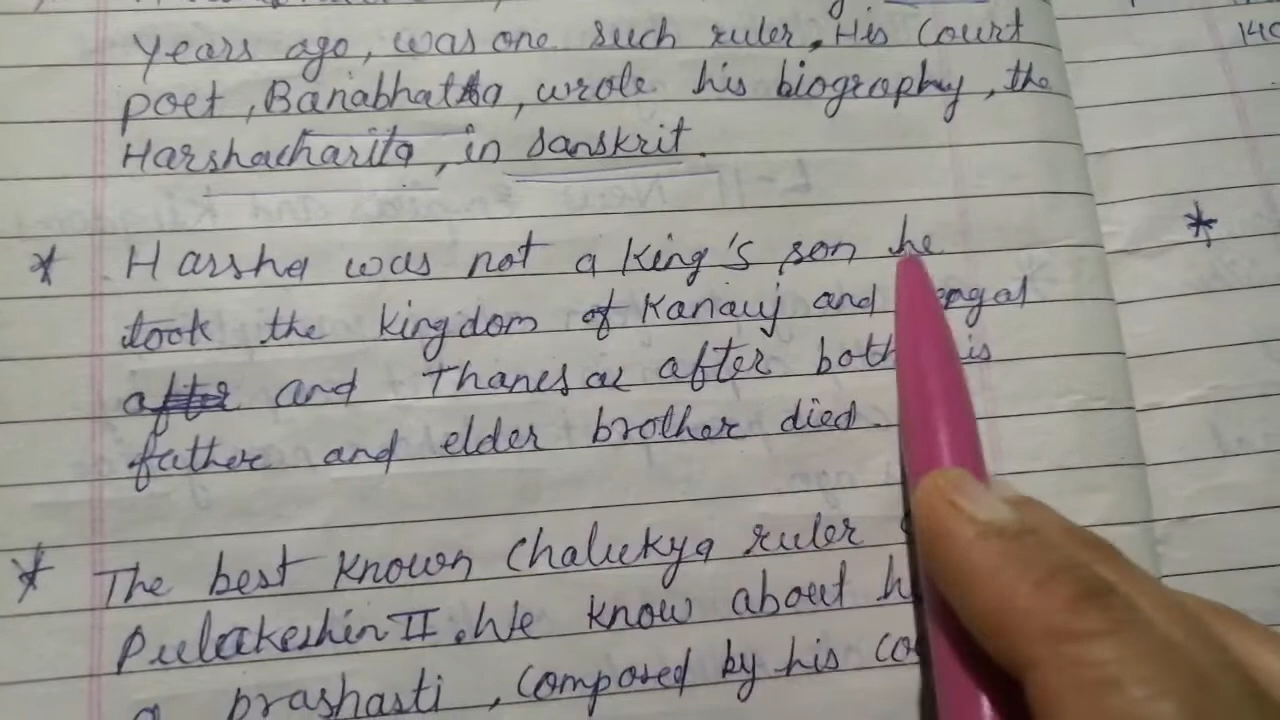 years ago, was one such ruler. His Court
poet, Banabhatta, wrote his biography, the
Harshacharita, in Sanskrit.
* Harsha was not a king's son he
took the kingdom of Kanauj and
and Thanesar after both
father and elder brother died.
* The best known Chalukya ruler
Pulakeshin II. We know about
a prashasti, composed by his
*